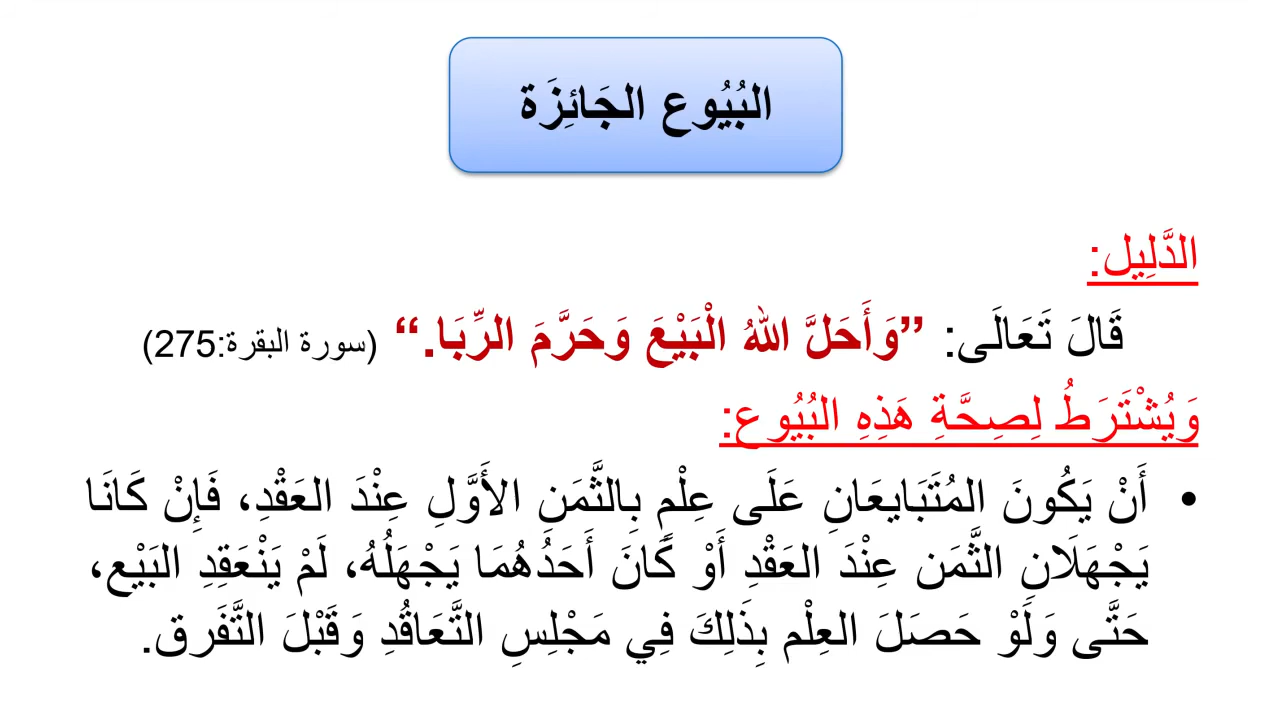 البُيُوع الجَائِزَة
الدَّلِيل:
قَالَ تَعَالَى: ”وَأَحَلَّ اللهُ الْبَيْعَ وَحَرَّمَ الرِّبَا.“ (سورة البقرة:275)
وَيُشْتَرَطُ لِصِحَّةِ هَذِهِ البُيُوع:
• أَنْ يَكُونَ المُتَبَايعَانِ عَلَى عِلْمٍ بِالثَّمَنِ الأَوَّلِ عِنْدَ العَقْدِ، فَإِنْ كَانَا
يَجْهَلَانِ الثَّمَن عِنْدَ العَقْدِ أَوْ كَانَ أَحَدُهُمَا يَجْهَلُهُ، لَمْ يَنْعَقِدِ البَيْع،
حَتَّى وَلَوْ حَصَلَ العِلْم بِذَلِكَ فِي مَجْلِسِ التَّعَاقُدِ وَقَبْلَ التَّفَرق.